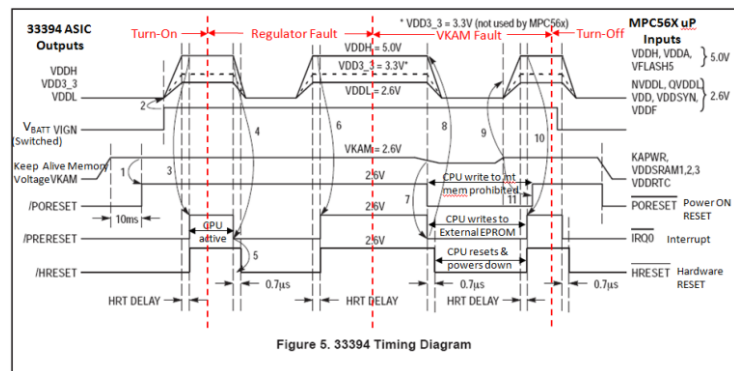 * VDD3_3 = 3.3V (not used by MPC56x)
33394 ASIC
Outputs
Turn-On
Regulator Fault
VKAM Fault
Turn-Off
MPC56X uP
Inputs
VDDH = 5.0V
VDD3_3 = 3.3V*
VDDL = 2.6V
VDDH
VDD3_3
VDDL
VDDH, VDDA,
VFLASH5
5.0V
NVDDL, QVDDL
VDD, VDDSYN,
VDDF
2.6V
2
4
6
8
9
10
VBATT VIGN
(Switched)
VKAM = 2.6V
Keep Alive Memory
VoltageVKAM
KAPWR,
VDDSRAM1,2,3
VDDRTC
1
3
2.6V
7
CPU write to Int
mem prohibited
11
/PORESET
10ms
2.6V
PORESET
Power ON
RESET
CPU
active
CPU writes to
External EPROM
/PRERESET
2.6V
IRQ0
Interrupt
5
CPU resets &
powers down
/HRESET
HRESET
Hardware
RESET
0.7µs
0.7µs
0.7µs
HRT DELAY
HRT DELAY
HRT DELAY
Figure 5. 33394 Timing Diagram